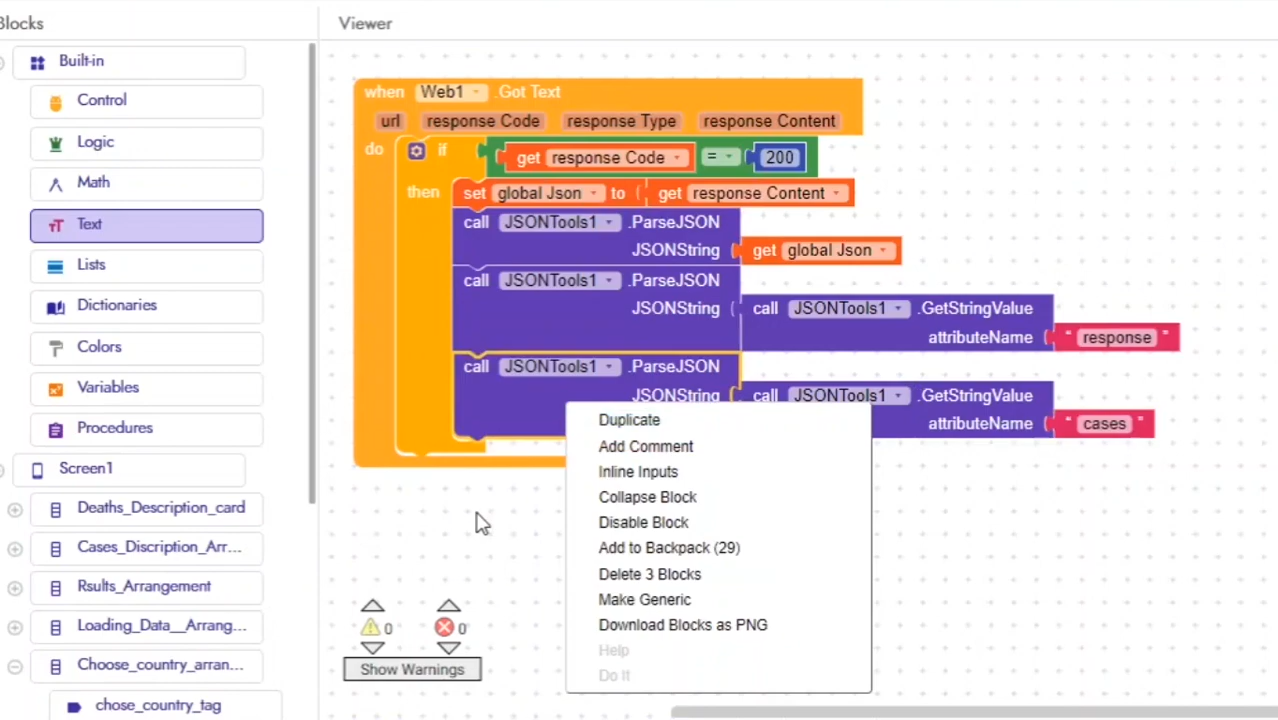 Blocks
Viewer
Built-in
Control
Logic
Math
Text
Lists
Dictionaries
Colors
Variables
Procedures
Screen1
Deaths_Description_card
Cases_Discription_Arr...
Rsults_Arrangement
Loading_Data__Arrang...
Choose_country_arran...
chose_country_tag
when Web1 .Got Text
url response Code response Type response Content
do if get response Code = 200
then set global Json to get response Content
call JSONTools1 .ParseJSON
JSONString get global Json
call JSONTools1 .ParseJSON
JSONString call JSONTools1 .GetStringValue
attributeName " response "
call JSONTools1 .ParseJSON
JSONString call JSONTools1 .GetStringValue
attributeName " cases "
Duplicate
Add Comment
Inline Inputs
Collapse Block
Disable Block
Add to Backpack (29)
Delete 3 Blocks
Make Generic
Download Blocks as PNG
Help
Do It
0 0
Show Warnings